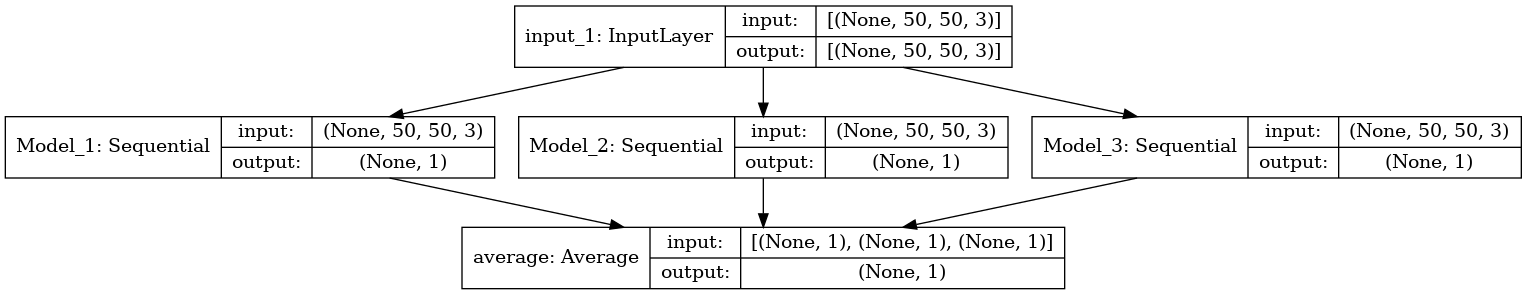 input_1: InputLayer
input: [(None, 50, 50, 3)]
output: [(None, 50, 50, 3)]
Model_1: Sequential
input: (None, 50, 50, 3)
output: (None, 1)
Model_2: Sequential
input: (None, 50, 50, 3)
output: (None, 1)
Model_3: Sequential
input: (None, 50, 50, 3)
output: (None, 1)
average: Average
input: [(None, 1), (None, 1), (None, 1)]
output: (None, 1)